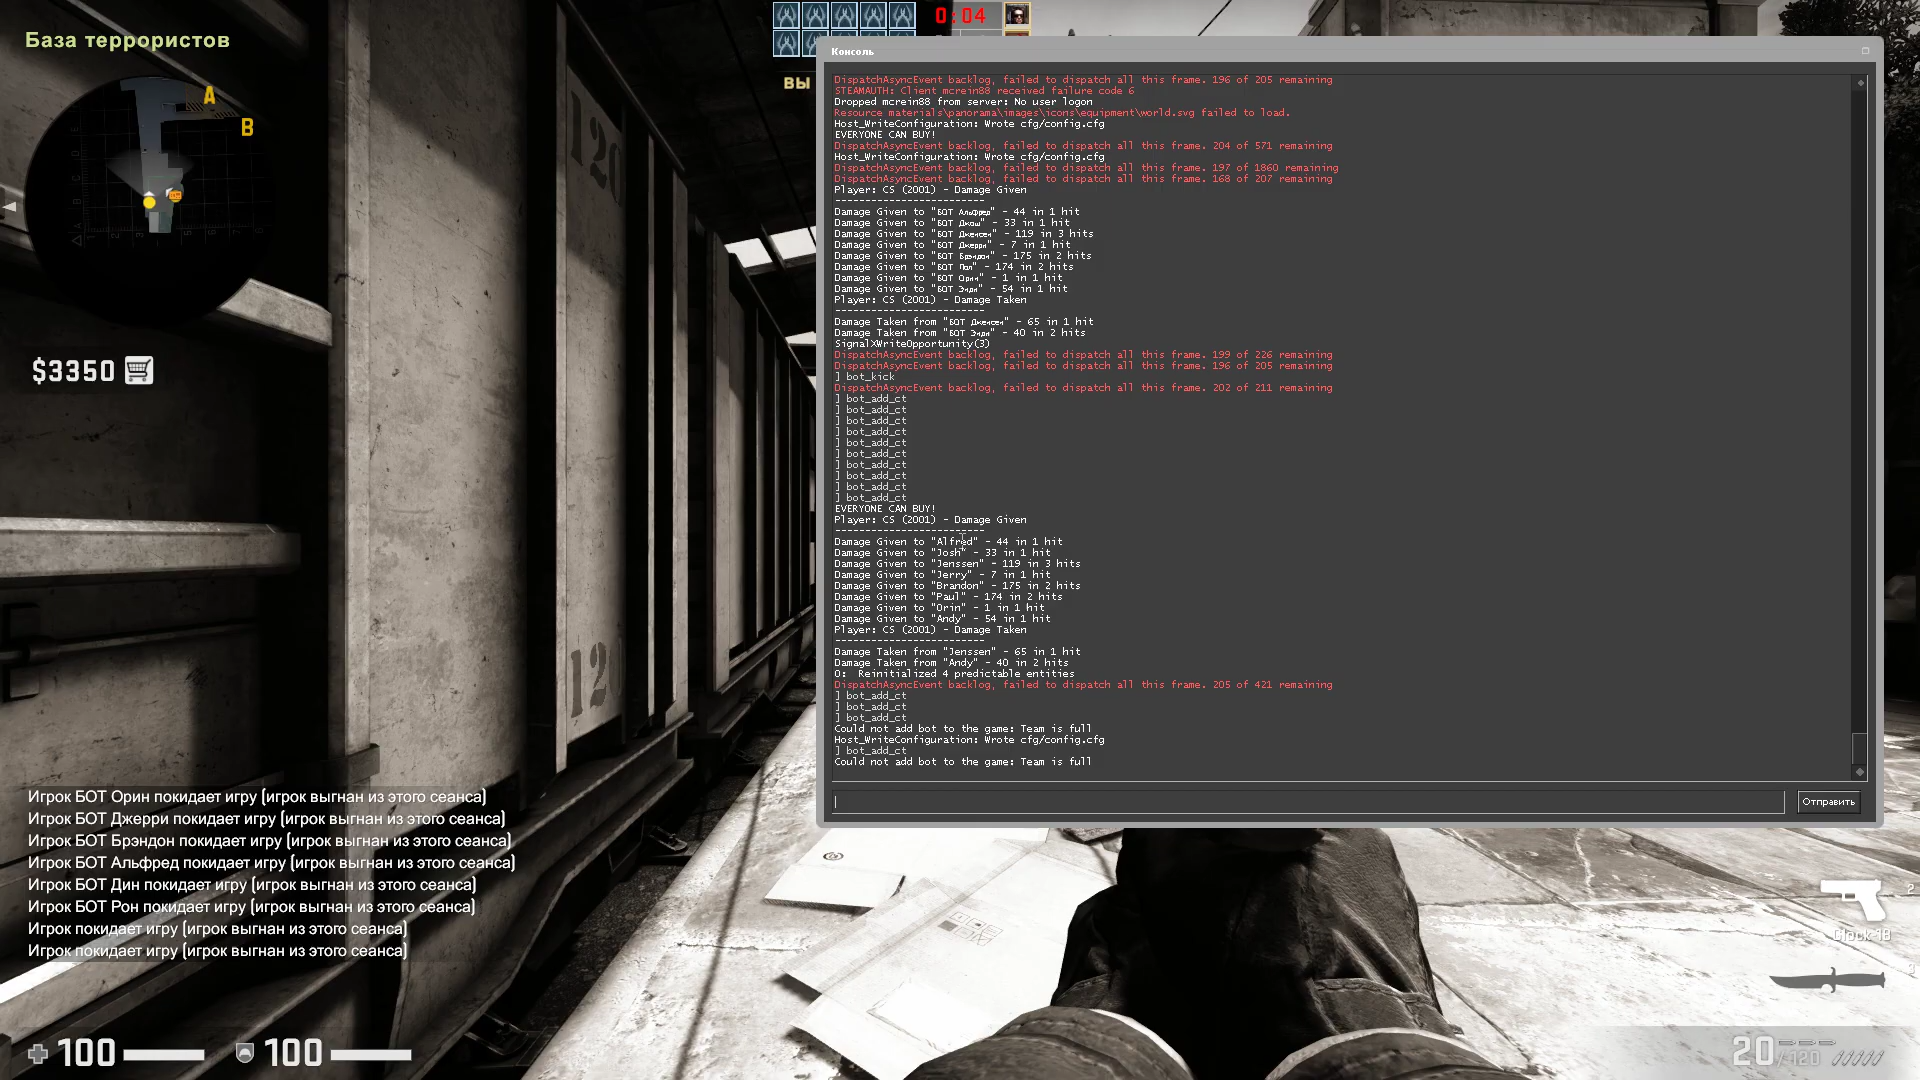 База террористов
A
B
0:04
вы
$3350
Консоль
DispatchAsyncEvent backlog, failed to dispatch all this frame. 196 of 205 remaining
STEAMAUTH: Client mcrein88 received failure code 6
Dropped mcrein88 from server: No user logon
Resource materials\panorama\images\icons\equipment\world.svg failed to load.
Host_WriteConfiguration: Wrote cfg/config.cfg
EVERYONE CAN BUY!
DispatchAsyncEvent backlog, failed to dispatch all this frame. 204 of 571 remaining
Host_WriteConfiguration: Wrote cfg/config.cfg
DispatchAsyncEvent backlog, failed to dispatch all this frame. 197 of 1860 remaining
DispatchAsyncEvent backlog, failed to dispatch all this frame. 168 of 207 remaining
Player: CS (2001) - Damage Given
-------------------------
Damage Given to "БОТ Альфред" - 44 in 1 hit
Damage Given to "БОТ Джош" - 33 in 1 hit
Damage Given to "БОТ Дженсен" - 119 in 3 hits
Damage Given to "БОТ Джерри" - 7 in 1 hit
Damage Given to "БОТ Брэндон" - 175 in 2 hits
Damage Given to "БОТ Пол" - 174 in 2 hits
Damage Given to "БОТ Орин" - 1 in 1 hit
Damage Given to "БОТ Энди" - 54 in 1 hit
Player: CS (2001) - Damage Taken
-------------------------
Damage Taken from "БОТ Дженсен" - 65 in 1 hit
Damage Taken from "БОТ Энди" - 40 in 2 hits
SignalXWriteOpportunity(3)
DispatchAsyncEvent backlog, failed to dispatch all this frame. 199 of 226 remaining
DispatchAsyncEvent backlog, failed to dispatch all this frame. 196 of 205 remaining
] bot_kick
DispatchAsyncEvent backlog, failed to dispatch all this frame. 202 of 211 remaining
] bot_add_ct
] bot_add_ct
] bot_add_ct
] bot_add_ct
] bot_add_ct
] bot_add_ct
] bot_add_ct
] bot_add_ct
] bot_add_ct
] bot_add_ct
EVERYONE CAN BUY!
Player: CS (2001) - Damage Given
-------------------------
Damage Given to "Alfred" - 44 in 1 hit
Damage Given to "Josh" - 33 in 1 hit
Damage Given to "Jenssen" - 119 in 3 hits
Damage Given to "Jerry" - 7 in 1 hit
Damage Given to "Brandon" - 175 in 2 hits
Damage Given to "Paul" - 174 in 2 hits
Damage Given to "Orin" - 1 in 1 hit
Damage Given to "Andy" - 54 in 1 hit
Player: CS (2001) - Damage Taken
-------------------------
Damage Taken from "Jenssen" - 65 in 1 hit
Damage Taken from "Andy" - 40 in 2 hits
0:  Reinitialized 4 predictable entities
DispatchAsyncEvent backlog, failed to dispatch all this frame. 205 of 421 remaining
] bot_add_ct
] bot_add_ct
] bot_add_ct
Could not add bot to the game: Team is full
Host_WriteConfiguration: Wrote cfg/config.cfg
] bot_add_ct
Could not add bot to the game: Team is full
Отправить
120
120
Игрок БОТ Орин покидает игру (игрок выгнан из этого сеанса)
Игрок БОТ Джерри покидает игру (игрок выгнан из этого сеанса)
Игрок БОТ Брэндон покидает игру (игрок выгнан из этого сеанса)
Игрок БОТ Альфред покидает игру (игрок выгнан из этого сеанса)
Игрок БОТ Дин покидает игру (игрок выгнан из этого сеанса)
Игрок БОТ Рон покидает игру (игрок выгнан из этого сеанса)
Игрок покидает игру (игрок выгнан из этого сеанса)
Игрок покидает игру (игрок выгнан из этого сеанса)
2
Glock-18
3
100
100
20/120